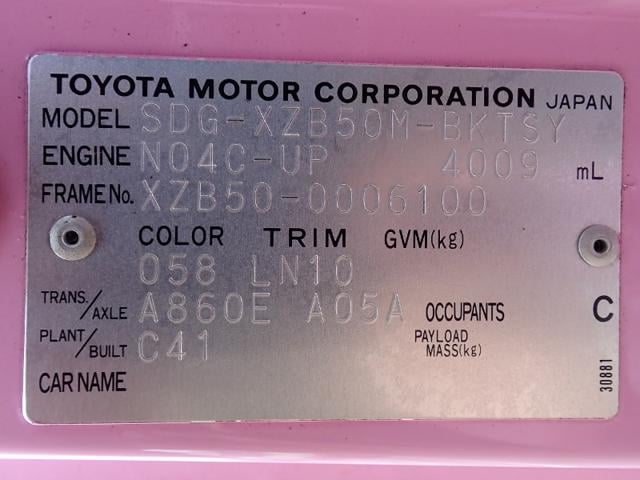 TOYOTA MOTOR CORPORATION JAPAN
MODEL SDG-XZB50M-BKTSY
ENGINE N04C-UP 4009 mL
FRAME No. XZB50-0006100
COLOR TRIM GVM(kg)
058 LN10
TRANS./AXLE A860E A05A OCCUPANTS C
PLANT/BUILT C41 PAYLOAD MASS(kg)
CAR NAME
30881